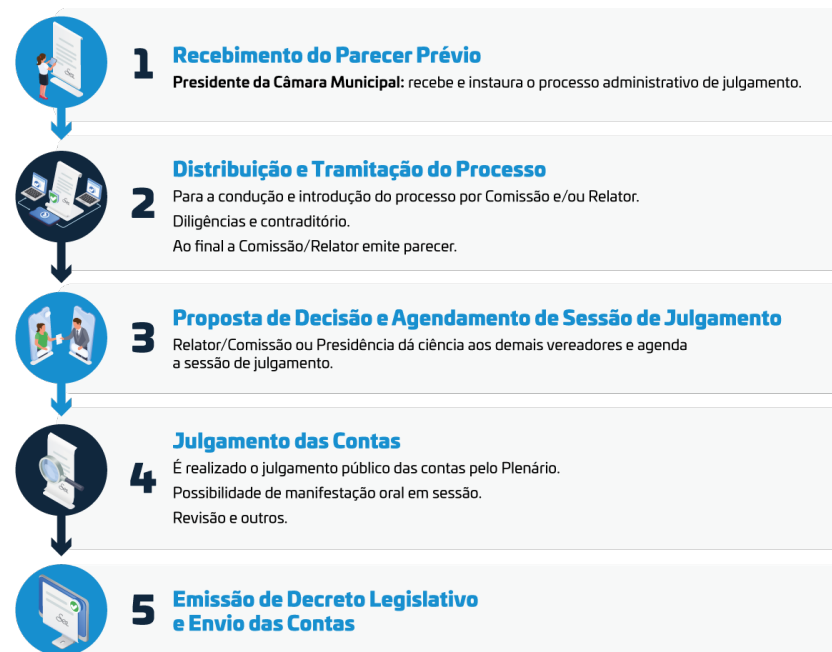 1
Recebimento do Parecer Prévio
Presidente da Câmara Municipal: recebe e instaura o processo administrativo de julgamento.
2
Distribuição e Tramitação do Processo
Para a condução e introdução do processo por Comissão e/ou Relator.
Diligências e contraditório.
Ao final a Comissão/Relator emite parecer.
3
Proposta de Decisão e Agendamento de Sessão de Julgamento
Relator/Comissão ou Presidência dá ciência aos demais vereadores e agenda
a sessão de julgamento.
4
Julgamento das Contas
É realizado o julgamento público das contas pelo Plenário.
Possibilidade de manifestação oral em sessão.
Revisão e outros.
5
Emissão de Decreto Legislativo
e Envio das Contas